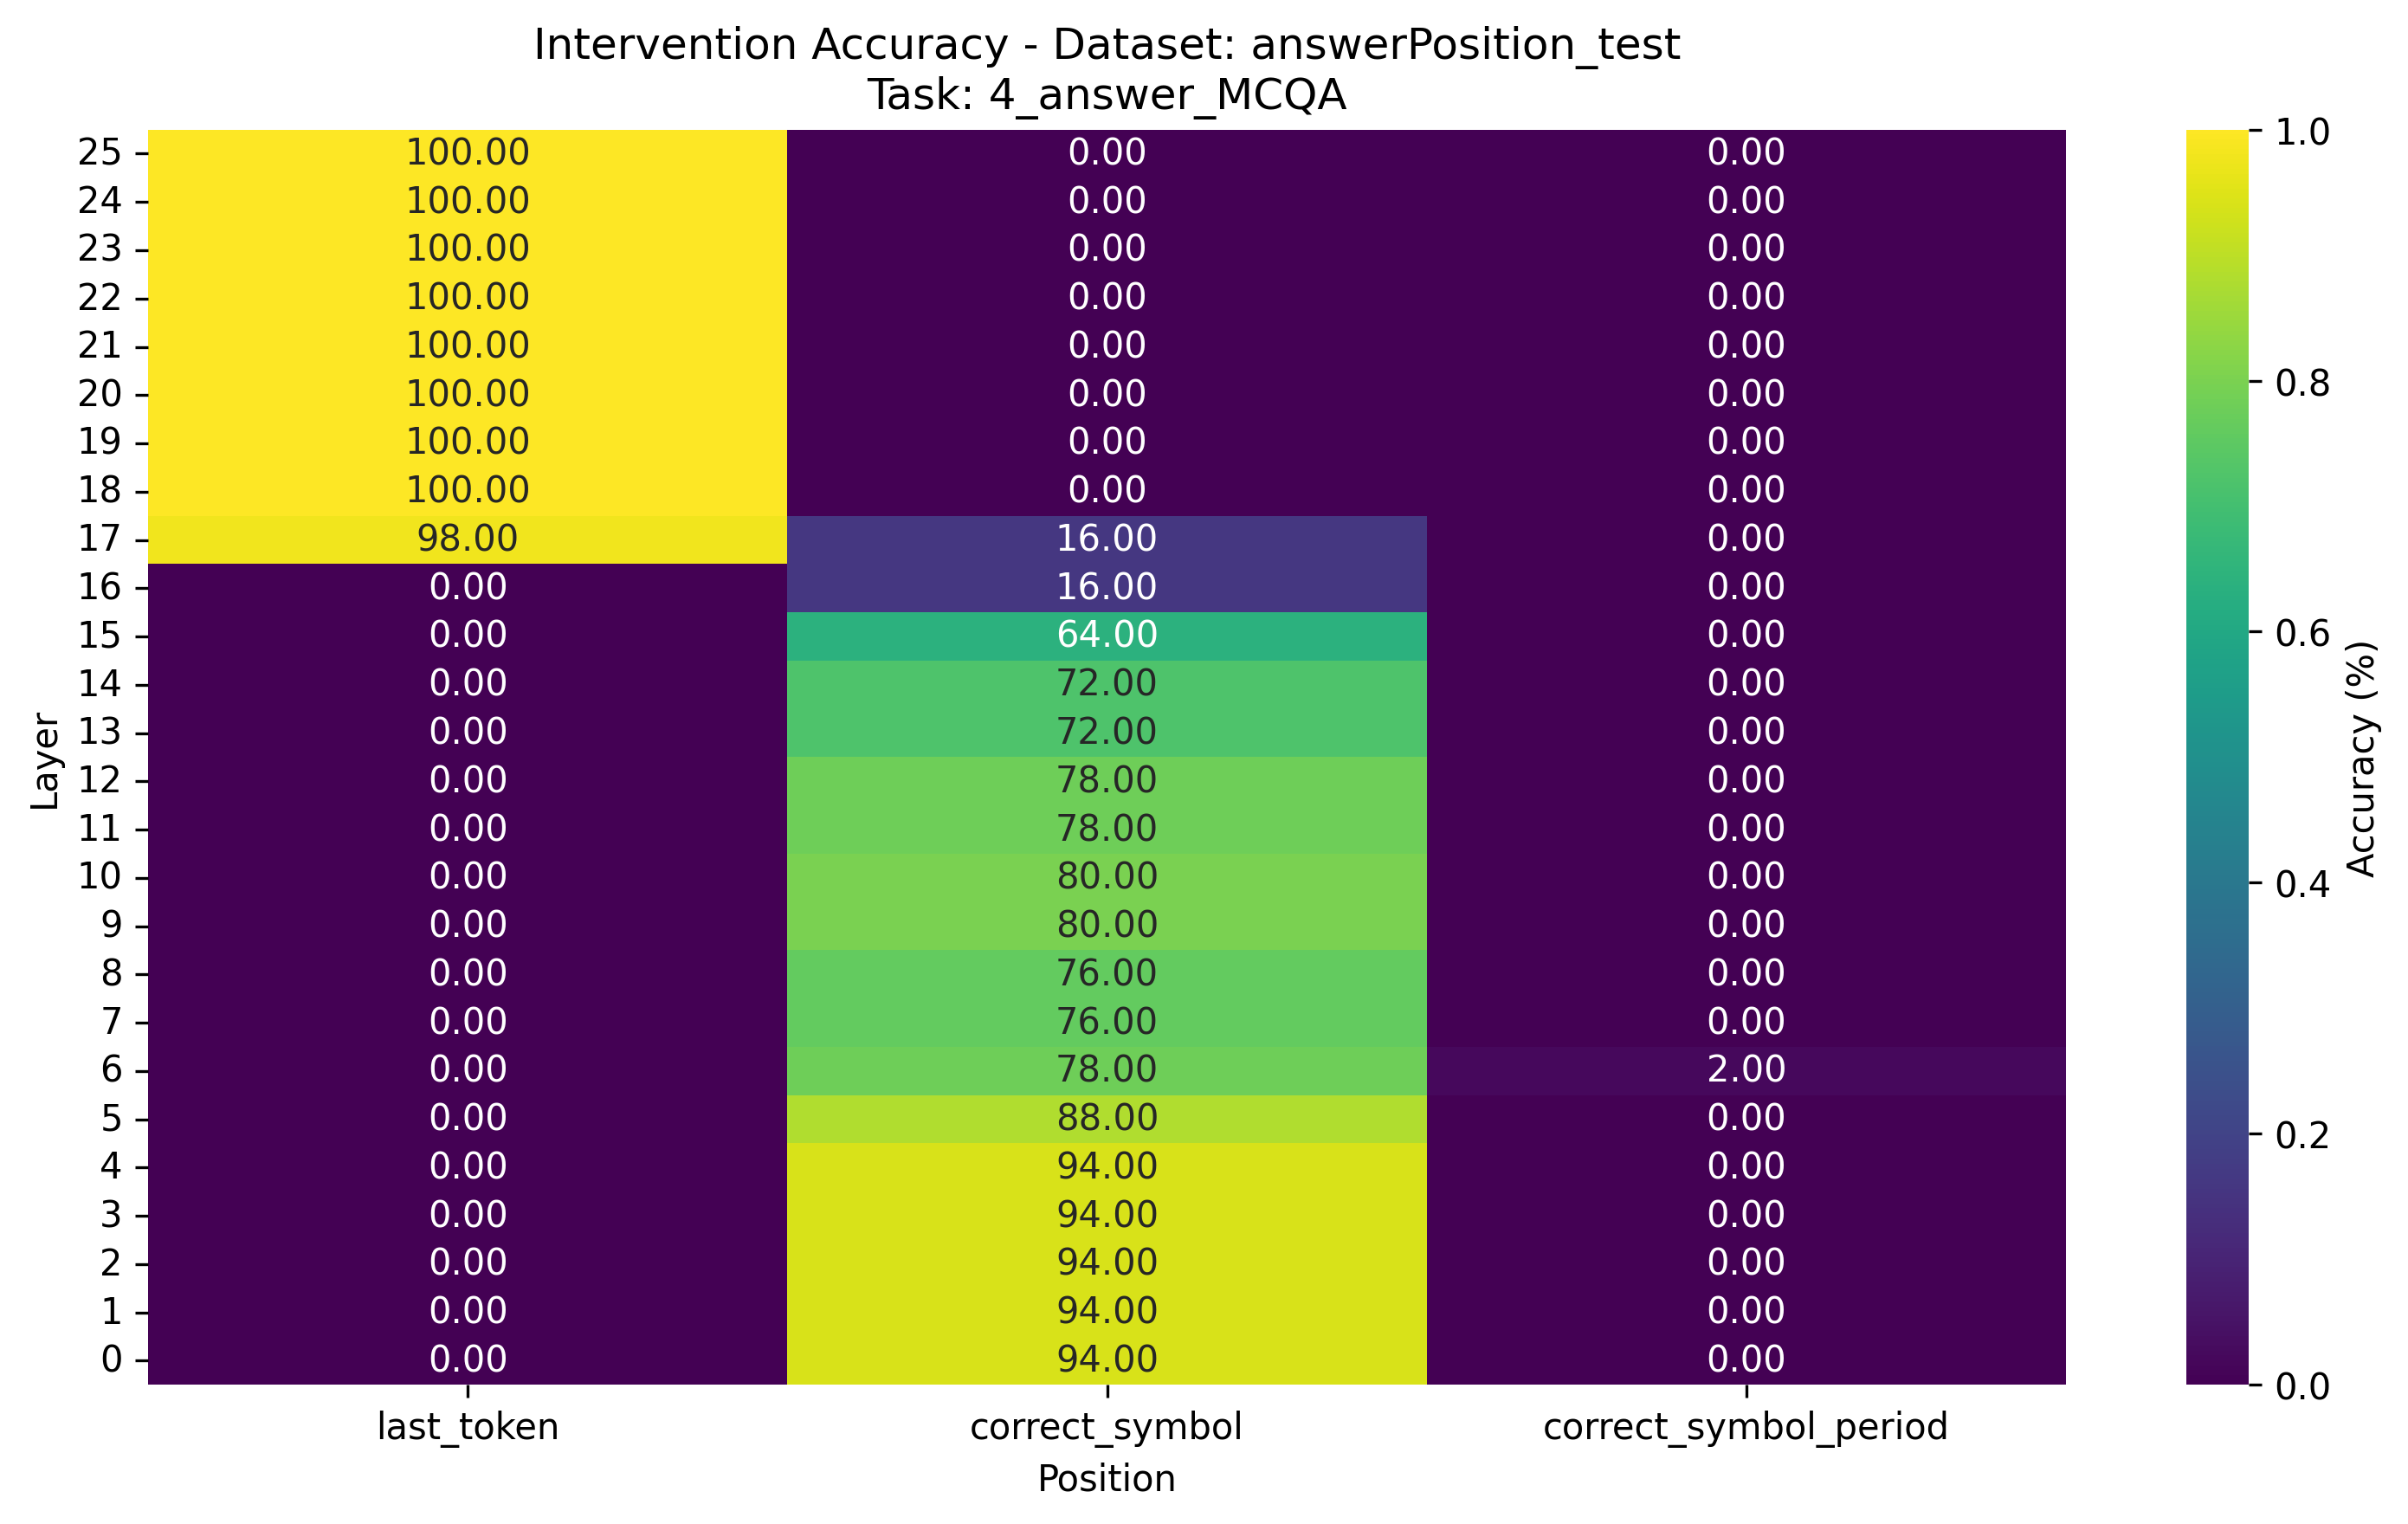 Intervention Accuracy - Dataset: answerPosition_test
Task: 4_answer_MCQA
25 100.00 0.00 0.00
24 100.00 0.00 0.00
23 100.00 0.00 0.00
22 100.00 0.00 0.00
21 100.00 0.00 0.00
20 100.00 0.00 0.00
19 100.00 0.00 0.00
18 100.00 0.00 0.00
17 98.00 16.00 0.00
16 0.00 16.00 0.00
15 0.00 64.00 0.00
14 0.00 72.00 0.00
13 0.00 72.00 0.00
12 0.00 78.00 0.00
11 0.00 78.00 0.00
10 0.00 80.00 0.00
9 0.00 80.00 0.00
8 0.00 76.00 0.00
7 0.00 76.00 0.00
6 0.00 78.00 2.00
5 0.00 88.00 0.00
4 0.00 94.00 0.00
3 0.00 94.00 0.00
2 0.00 94.00 0.00
1 0.00 94.00 0.00
0 0.00 94.00 0.00
Layer
last_token correct_symbol correct_symbol_period
Position
1.0
0.8
0.6
0.4
0.2
0.0
Accuracy (%)